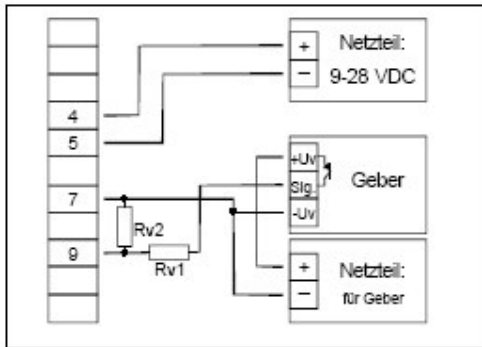 4
5
7
9
Rv2
Rv1
+
−
Netzteil:
9-28 VDC
+Uv
Sig.
-Uv
Geber
+
−
Netzteil:
für Geber